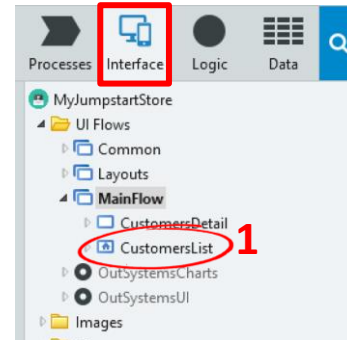 Processes Interface Logic Data
MyJumpstartStore
UI Flows
Common
Layouts
MainFlow
CustomersDetail
CustomersList 1
OutSystemsCharts
OutSystemsUI
Images